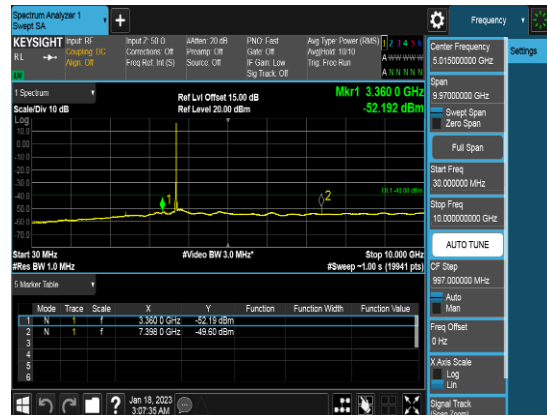 Spectrum Analyzer 1
Swept SA
Frequency
KEYSIGHT
RL
Input: RF
Coupling: DC
Align: Off
Input Z: 50 Ω
Corrections: Off
Freq Ref: Int (S)
#Atten: 20 dB
Preamp: Off
Source: Off
PNO: Fast
Gate: Off
IF Gain: Low
Sig Track: Off
Avg Type: Power (RMS)
Avg|Hold: 10/10
Trig: Free Run
1 2 3 4 5 6
A W W W W W
A N N N N N
LW
1 Spectrum
Scale/Div 10 dB
Ref Lvl Offset 15.00 dB
Ref Level 20.00 dBm
Mkr1 3.360 0 GHz
-52.192 dBm
Log
10.0
0.00
-10.0
-20.0
-30.0
-40.0
-50.0
-60.0
-70.0
DL1 -40.00 dBm
1
2
Start 30 MHz
#Res BW 1.0 MHz
#Video BW 3.0 MHz*
Stop 10.000 GHz
#Sweep ~1.00 s (19941 pts)
5 Marker Table
Mode Trace Scale X Y Function Function Width Function Value
1 N 1 f 3.360 0 GHz -52.19 dBm
2 N 1 f 7.398 0 GHz -49.60 dBm
3
4
5
6
Center Frequency
5.015000000 GHz
Settings
Span
9.97000000 GHz
Swept Span
Zero Span
Full Span
Start Freq
30.000000 MHz
Stop Freq
10.000000000 GHz
AUTO TUNE
CF Step
997.000000 MHz
Auto
Man
Freq Offset
0 Hz
X Axis Scale
Log
Lin
Signal Track
(Span Zoom)
?
Jan 18, 2023
3:07:35 AM